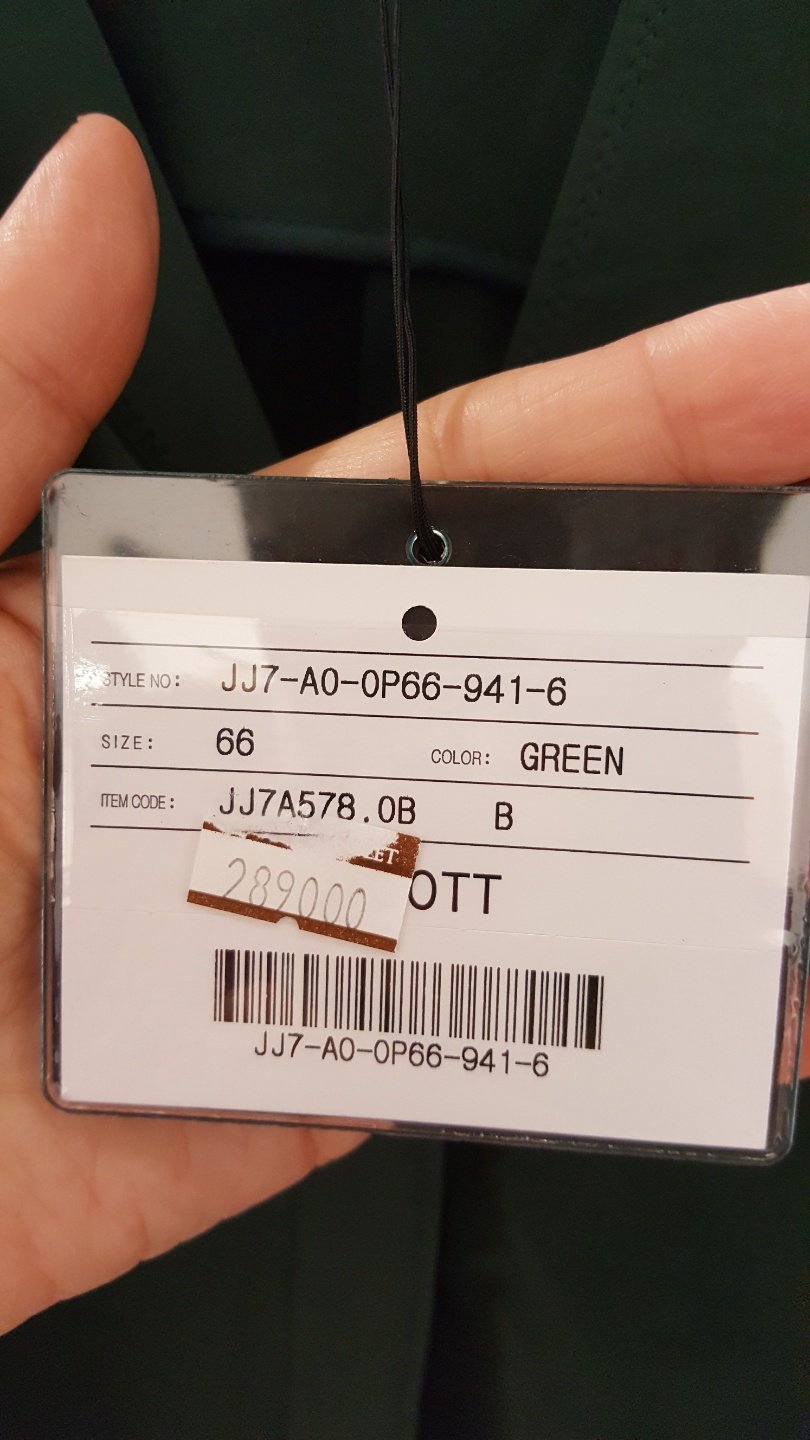 STYLE NO: JJ7-A0-0P66-941-6
SIZE: 66 COLOR: GREEN
ITEM CODE: JJ7A578.0B B
289000
OTT
JJ7-A0-0P66-941-6